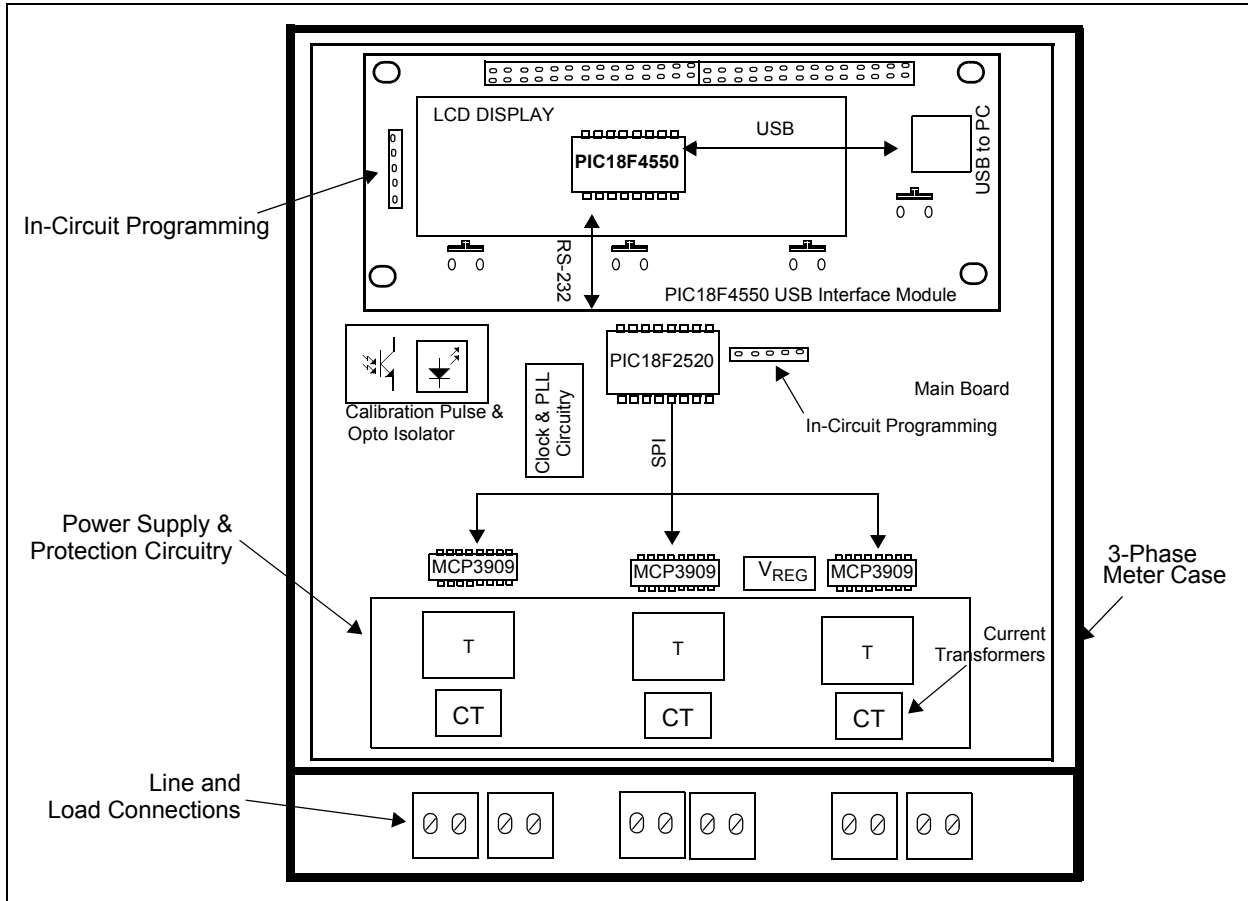 LCD DISPLAY
PIC18F4550
USB
USB to PC
In-Circuit Programming
RS-232
PIC18F4550 USB Interface Module
PIC18F2520
Calibration Pulse &
Opto Isolator
Clock & PLL
Circuitry
Main Board
In-Circuit Programming
SPI
Power Supply &
Protection Circuitry
MCP3909
MCP3909
VREG
MCP3909
3-Phase
Meter Case
T
T
T
Current
Transformers
CT
CT
CT
Line and
Load Connections